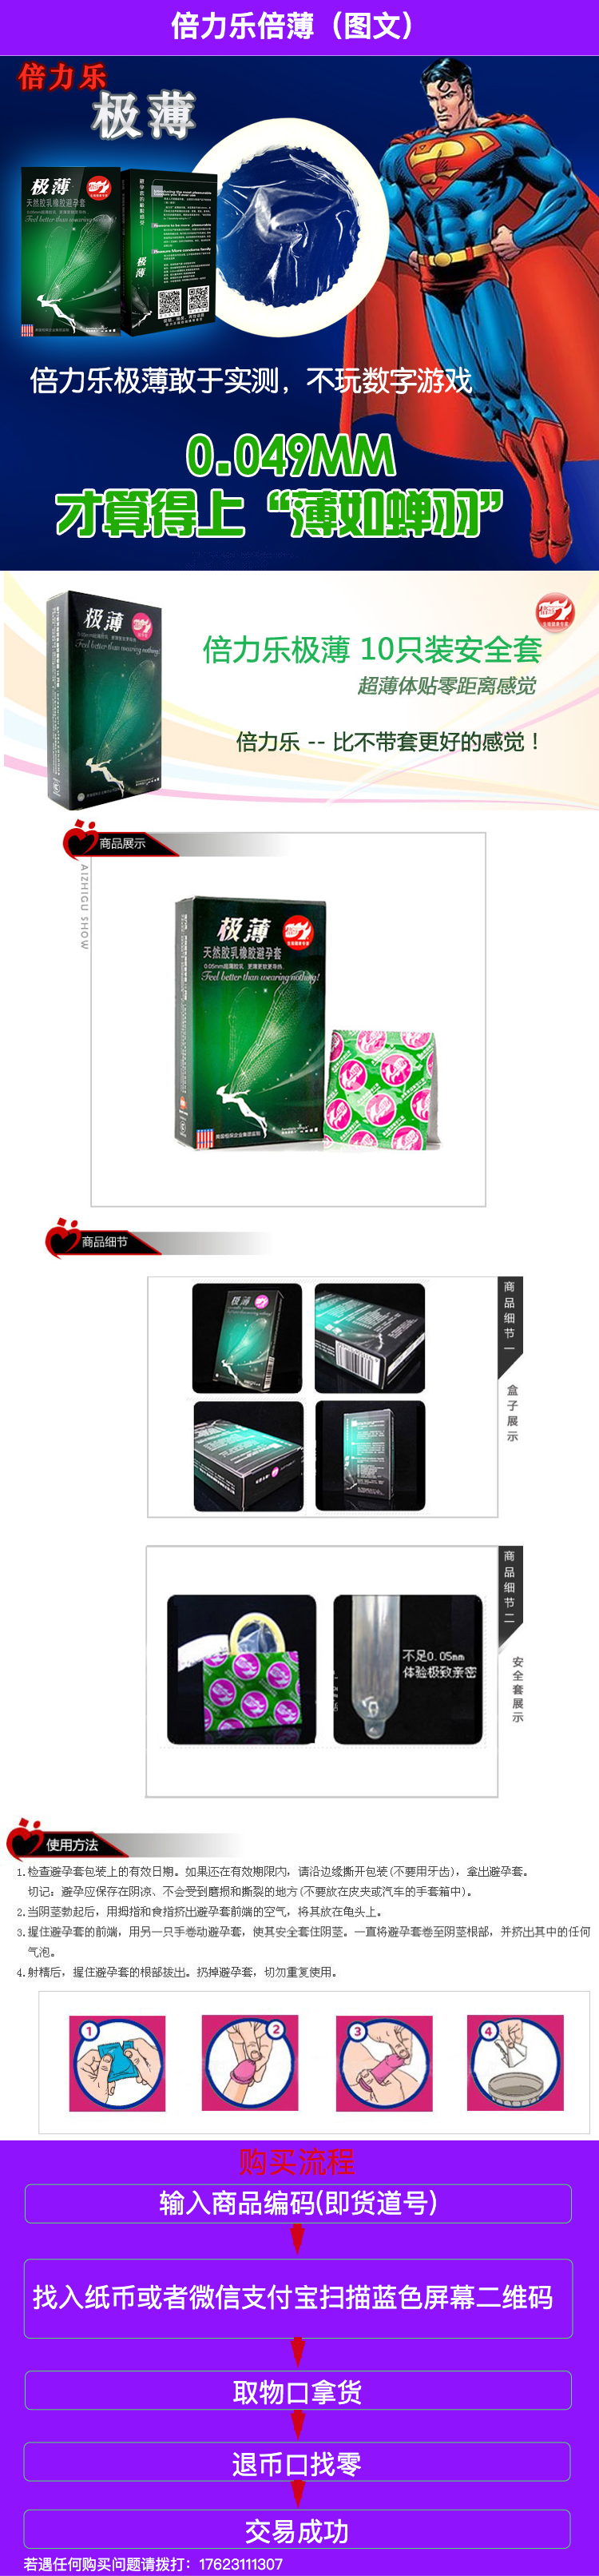 倍力乐倍薄（图文）
倍力乐
极薄
极薄
天然胶乳橡胶避孕套
Feel better than wearing nothing!
极薄
倍力乐极薄敢于实测，不玩数字游戏
0.049MM
才算得上“薄如蝉羽”
极薄
Feel better than wearing nothing!
倍力乐极薄 10只装安全套
超薄体贴零距离感觉
倍力乐 -- 比不带套更好的感觉！
商品展示
AIZHIGU SHOW
极薄
天然胶乳橡胶避孕套
0.05mm超薄胶乳，更薄更软更导热。
Feel better than wearing nothing!
商品细节
极薄
商品细节一
盒子展示
商品细节二
安全套展示
不足0.05mm
体验极致亲密
使用方法
1.检查避孕套包装上的有效日期。如果还在有效期限内，请沿边缘撕开包装(不要用牙齿)，拿出避孕套。
切记：避孕应保存在阴凉、不会受到磨损和撕裂的地方(不要放在皮夹或汽车的手套箱中)。
2.当阴茎勃起后，用拇指和食指挤出避孕套前端的空气，将其放在龟头上。
3.握住避孕套的前端，用另一只手卷动避孕套，使其安全套住阴茎。一直将避孕套卷至阴茎根部，并挤出其中的任何
气泡。
4.射精后，握住避孕套的根部拔出。扔掉避孕套，切勿重复使用。
1
2
3
4
购买流程
输入商品编码(即货道号)
找入纸币或者微信支付宝扫描蓝色屏幕二维码
取物口拿货
退币口找零
交易成功
若遇任何购买问题请拨打：17623111307